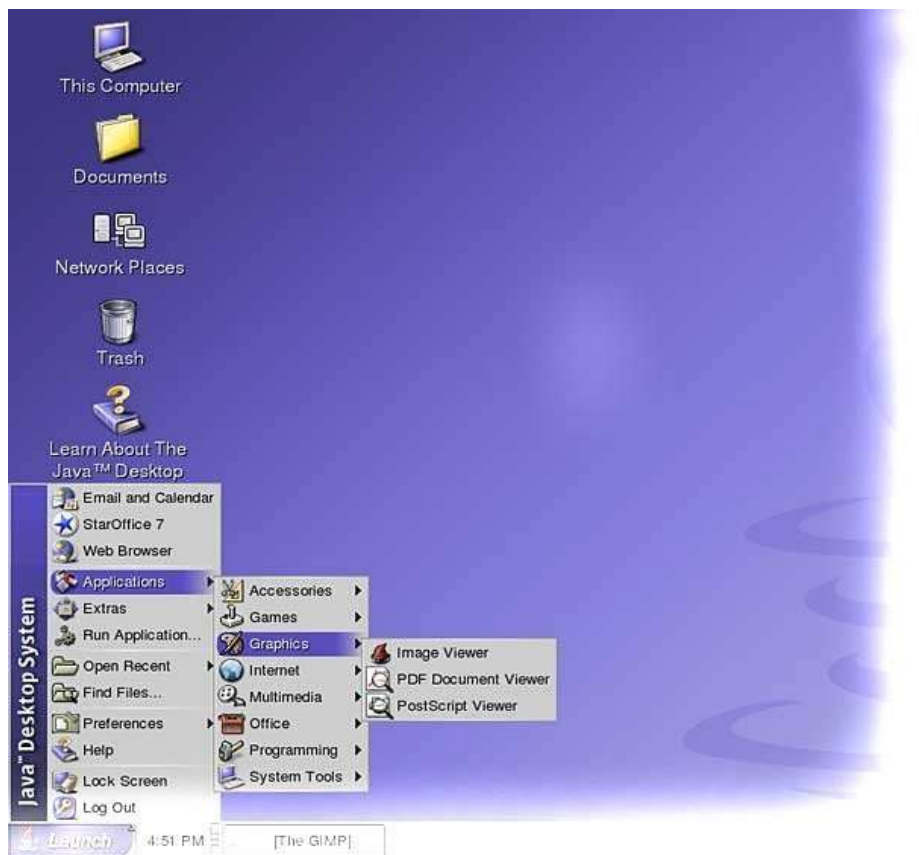 This Computer
Documents
Network Places
Trash
Learn About The
Java™ Desktop
Java™ Desktop System
Email and Calendar
StarOffice 7
Web Browser
Applications
Extras
Run Application...
Open Recent
Find Files...
Preferences
Help
Lock Screen
Log Out
Accessories
Games
Graphics
Internet
Multimedia
Office
Programming
System Tools
Image Viewer
PDF Document Viewer
PostScript Viewer
Launch
4:51 PM
[The GIMP]